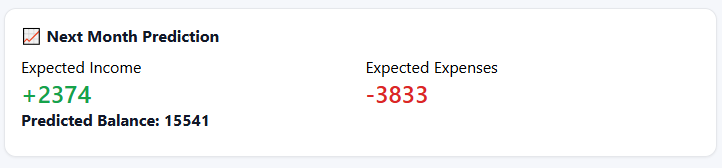 Next Month Prediction
Expected Income
Expected Expenses
+2374
-3833
Predicted Balance: 15541